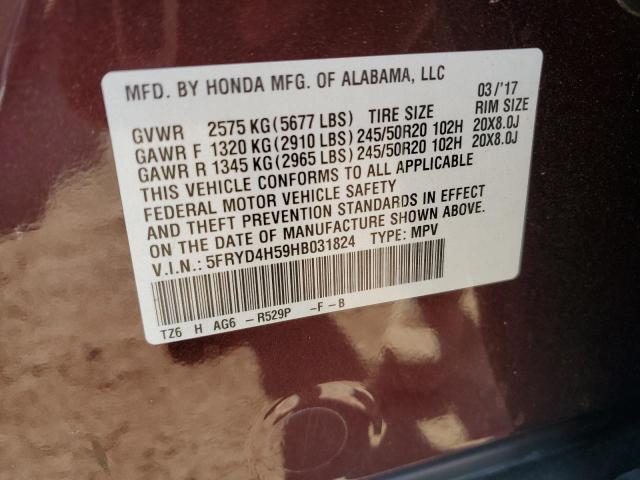 MFD. BY HONDA MFG. OF ALABAMA, LLC
03/'17
GVWR 2575 KG(5677 LBS) TIRE SIZE RIM SIZE
GAWR F 1320 KG(2910 LBS) 245/50R20 102H 20X8.0J
GAWR R 1345 KG(2965 LBS) 245/50R20 102H 20X8.0J
THIS VEHICLE CONFORMS TO ALL APPLICABLE
FEDERAL MOTOR VEHICLE SAFETY
AND THEFT PREVENTION STANDARDS IN EFFECT
ON THE DATE OF MANUFACTURE SHOWN ABOVE.
V.I.N.: 5FRYD4H59HB031824 TYPE: MPV
TZ6 H AG6 -R529P -F-B